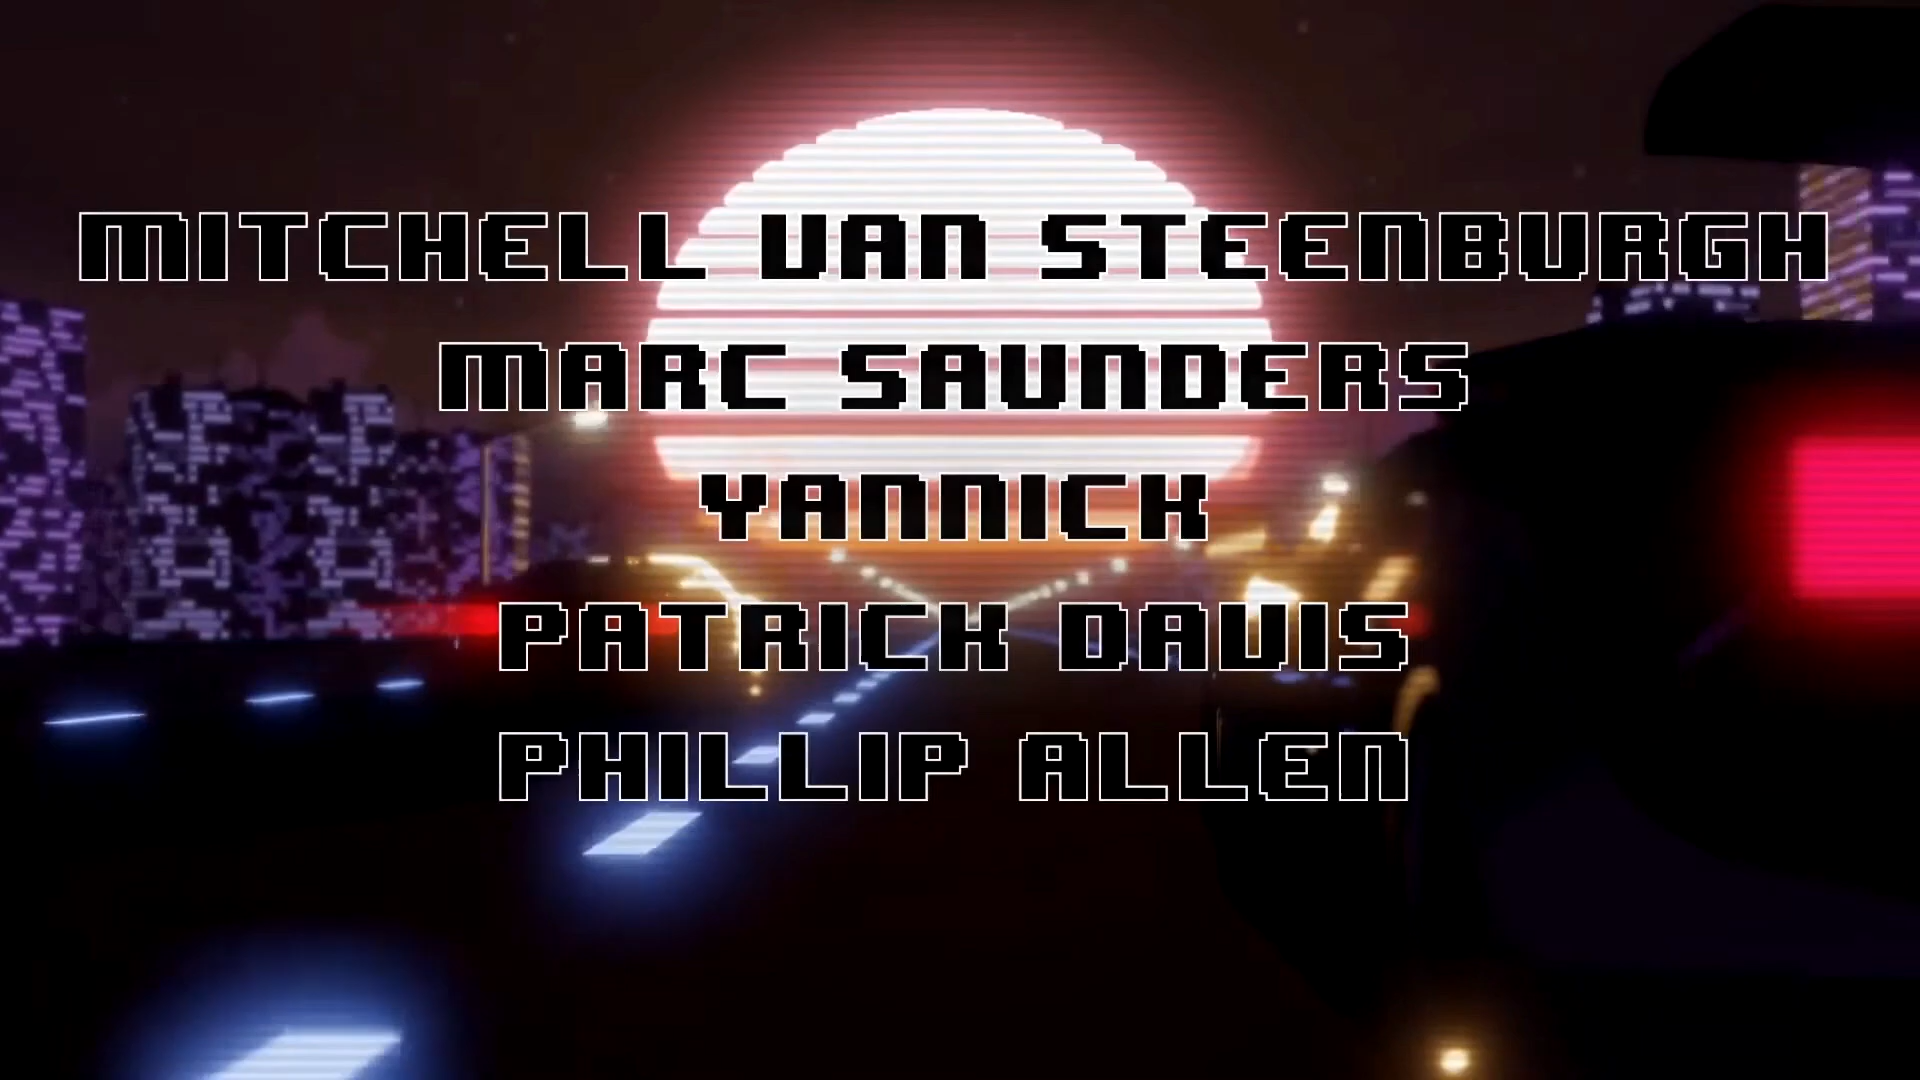 MITCHELL VAN STEENBURGH
MARC SAUNDERS
YANNICK
PATRICK DAVIS
PHILLIP ALLEN